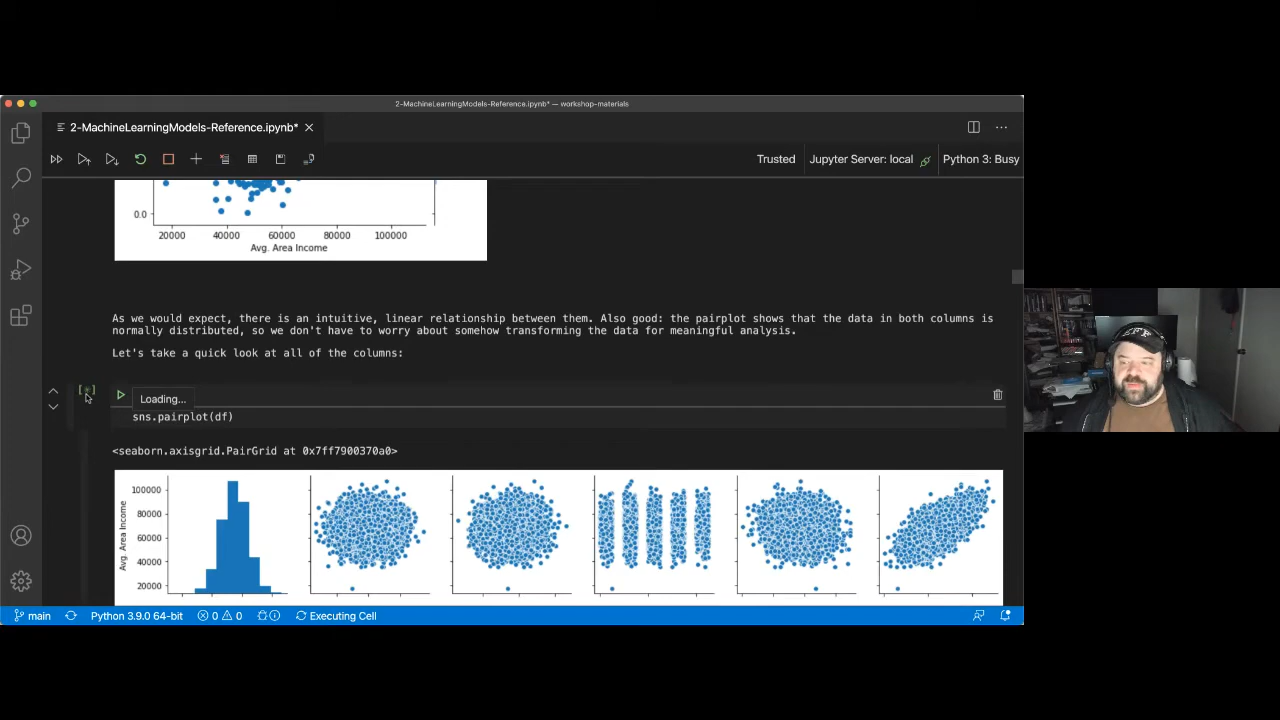 2-MachineLearningModels-Reference.ipynb* — workshop-materials
2-MachineLearningModels-Reference.ipynb*
Trusted
Jupyter Server: local
Python 3: Busy
0.0
20000 40000 60000 80000 100000
Avg. Area Income
As we would expect, there is an intuitive, linear relationship between them. Also good: the pairplot shows that the data in both columns is
normally distributed, so we don't have to worry about somehow transforming the data for meaningful analysis.
Let's take a quick look at all of the columns:
[*]
Loading...
sns.pairplot(df)
<seaborn.axisgrid.PairGrid at 0x7ff7900370a0>
100000
80000
60000
40000
20000
Avg. Area Income
main
Python 3.9.0 64-bit
0
0
Executing Cell
EFF